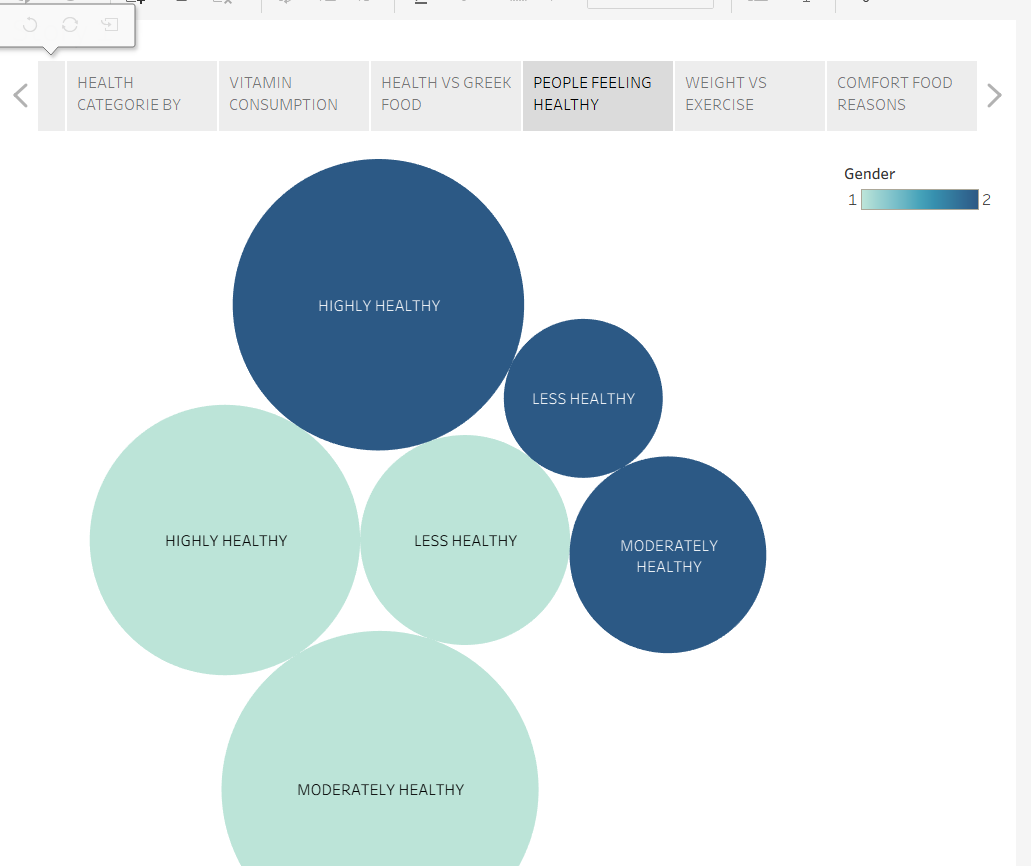 HEALTH
CATEGORIE BY
VITAMIN
CONSUMPTION
HEALTH VS GREEK
FOOD
PEOPLE FEELING
HEALTHY
WEIGHT VS
EXERCISE
COMFORT FOOD
REASONS
Gender
1
2
HIGHLY HEALTHY
LESS HEALTHY
HIGHLY HEALTHY
LESS HEALTHY
MODERATELY
HEALTHY
MODERATELY HEALTHY